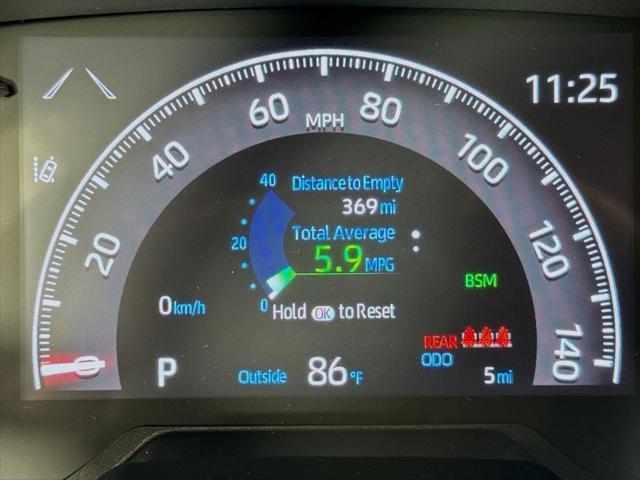 11:25
60 MPH 80
40 100
20 120
0 140
40 Distance to Empty
369 mi
20 Total Average
5.9 MPG
0 Hold OK to Reset
BSM
0 km/h
REAR
ODO
P Outside 86 °F 5 mi